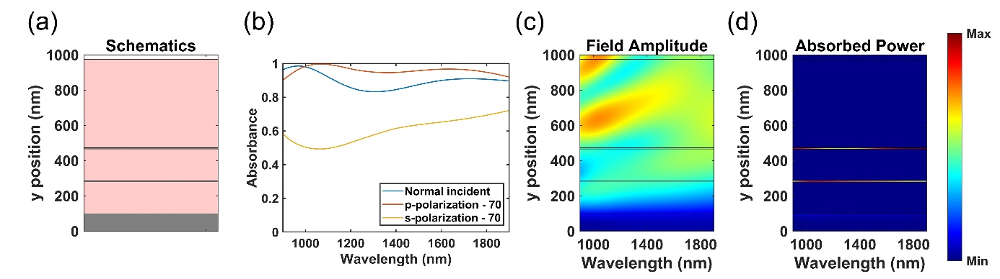 (a)
Schematics
1000
800
600
400
200
0
y position (nm)
(b)
1
0.8
0.6
0.4
0.2
0
Absorbance
1000 1200 1400 1600 1800
Wavelength (nm)
Normal incident
p-polarization - 70
s-polarization - 70
(c)
Field Amplitude
1000
800
600
400
200
0
y position (nm)
1000 1400 1800
Wavelength (nm)
(d)
Absorbed Power
1000
800
600
400
200
0
y position (nm)
1000 1400 1800
Wavelength (nm)
Max
Min